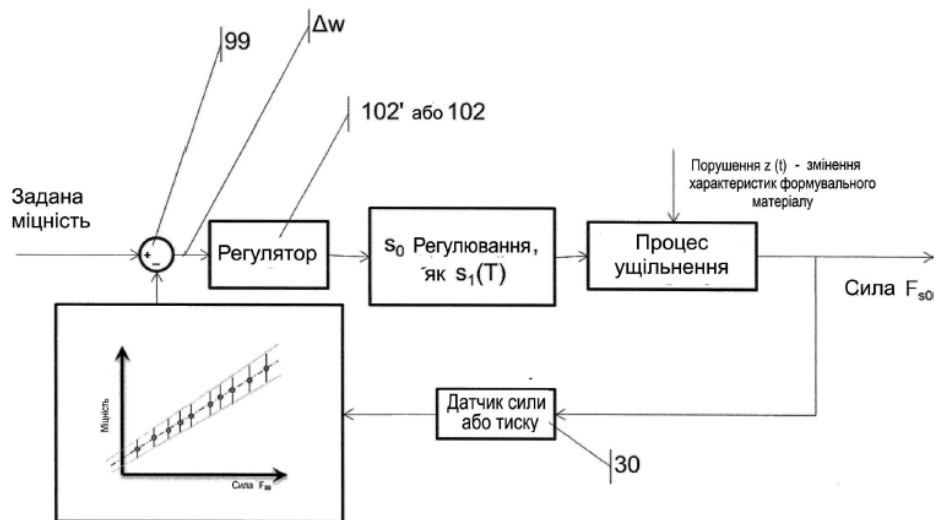 99
Δw
102' або 102
Порушення z (t) - змінення
характеристик формувального
матеріалу
Задана
міцність
+
−
Регулятор
s0 Регулювання,
як s1(T)
Процес
ущільнення
Сила Fs0
Міцність
Сила
Датчик сили
або тиску
30